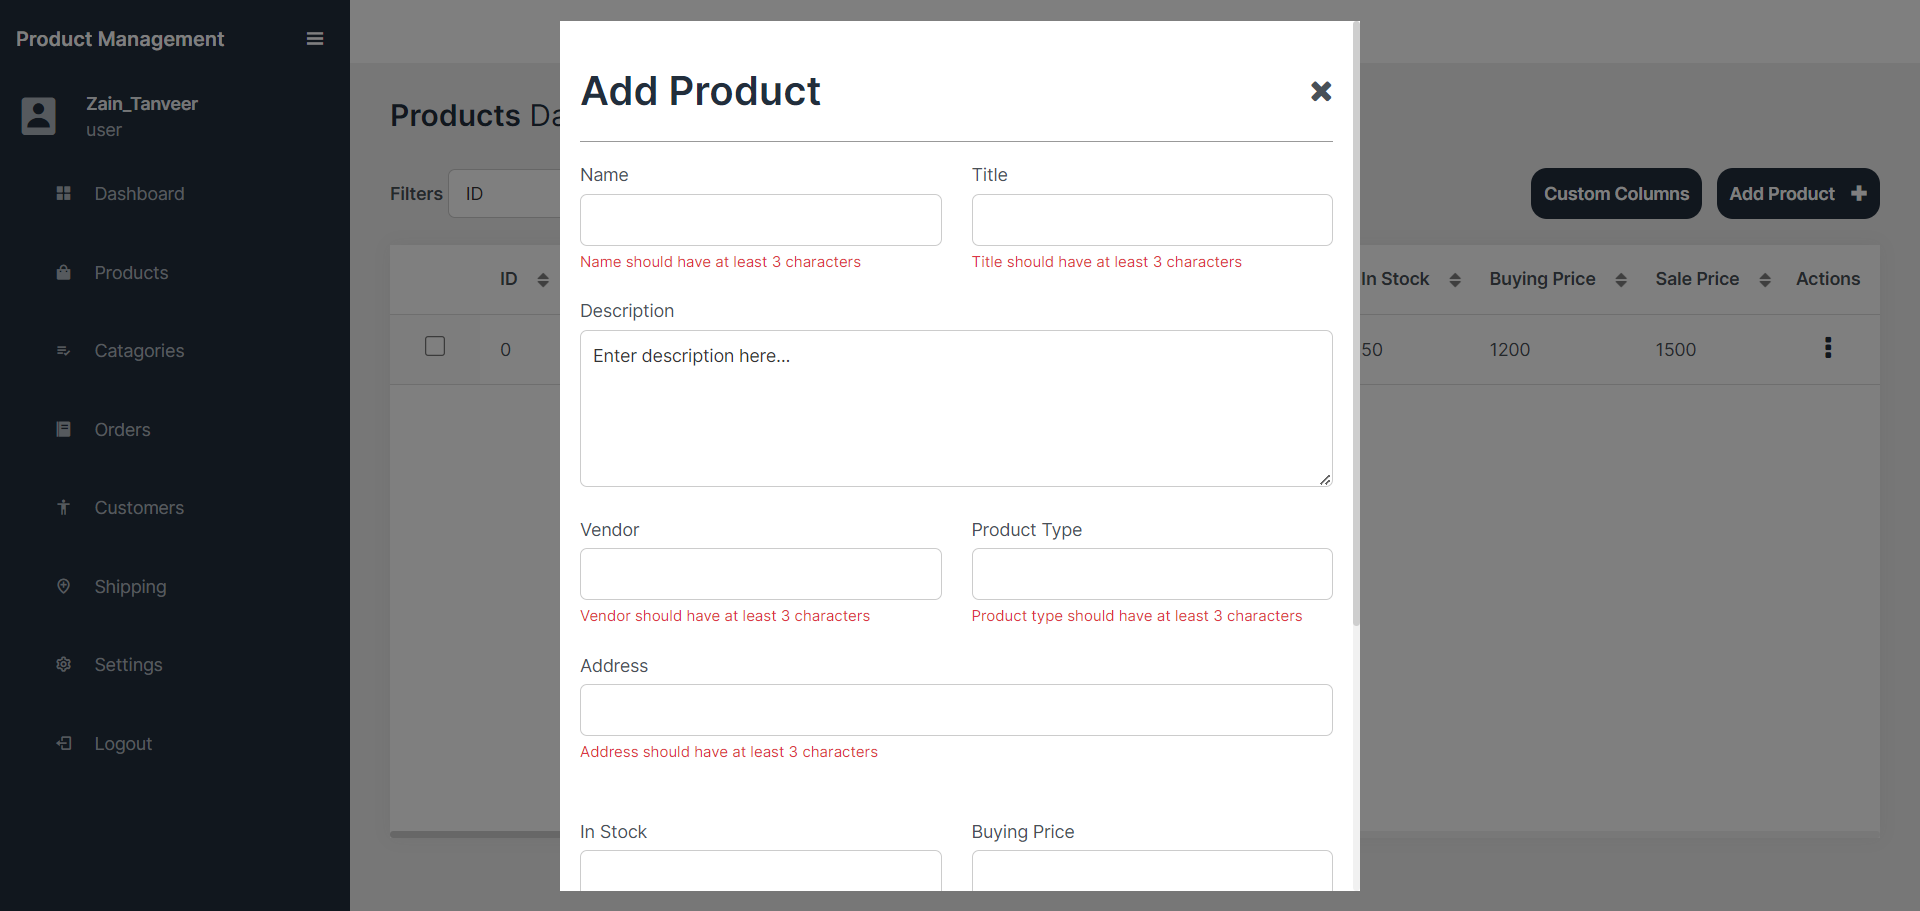 Product Management
Zain_Tanveer
user
Dashboard
Products
Catagories
Orders
Customers
Shipping
Settings
Logout
Products Da
Filters ID
Custom Columns
Add Product
ID
In Stock Buying Price Sale Price Actions
0 50 1200 1500
Add Product
Name Title
Name should have at least 3 characters Title should have at least 3 characters
Description
Enter description here...
Vendor Product Type
Vendor should have at least 3 characters Product type should have at least 3 characters
Address
Address should have at least 3 characters
In Stock Buying Price